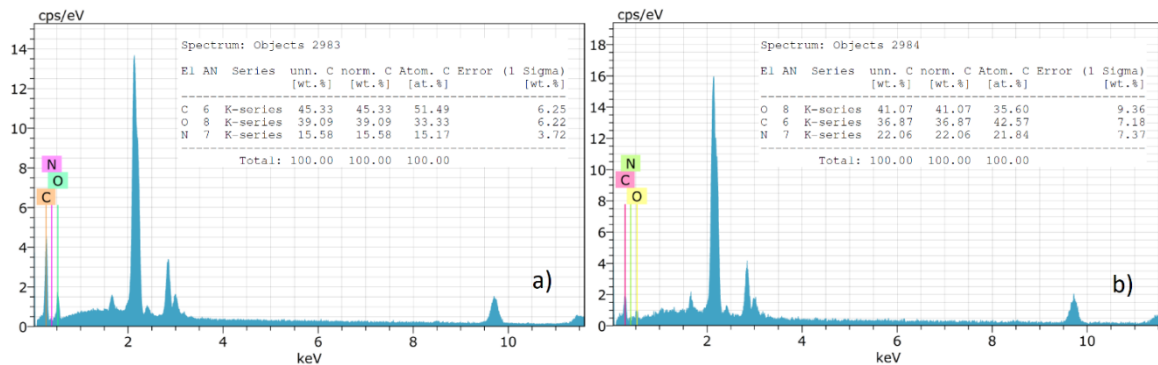 cps/eV
14
12
10
8
6
4
2
0
Spectrum: Objects 2983
El AN Series unn. C norm. C Atom. C Error (1 Sigma)
[wt.%] [wt.%] [at.%] [wt.%]
C 6 K-series 45.33 45.33 51.49 6.25
O 8 K-series 39.09 39.09 33.33 6.22
N 7 K-series 15.58 15.58 15.17 3.72
Total: 100.00 100.00 100.00
N
O
C
a)
2 4 6 8 10
keV
cps/eV
18
16
14
12
10
8
6
4
2
0
Spectrum: Objects 2984
El AN Series unn. C norm. C Atom. C Error (1 Sigma)
[wt.%] [wt.%] [at.%] [wt.%]
O 8 K-series 41.07 41.07 35.60 9.36
C 6 K-series 36.87 36.87 42.57 7.18
N 7 K-series 22.06 22.06 21.84 7.37
Total: 100.00 100.00 100.00
N
C
O
b)
2 4 6 8 10
keV